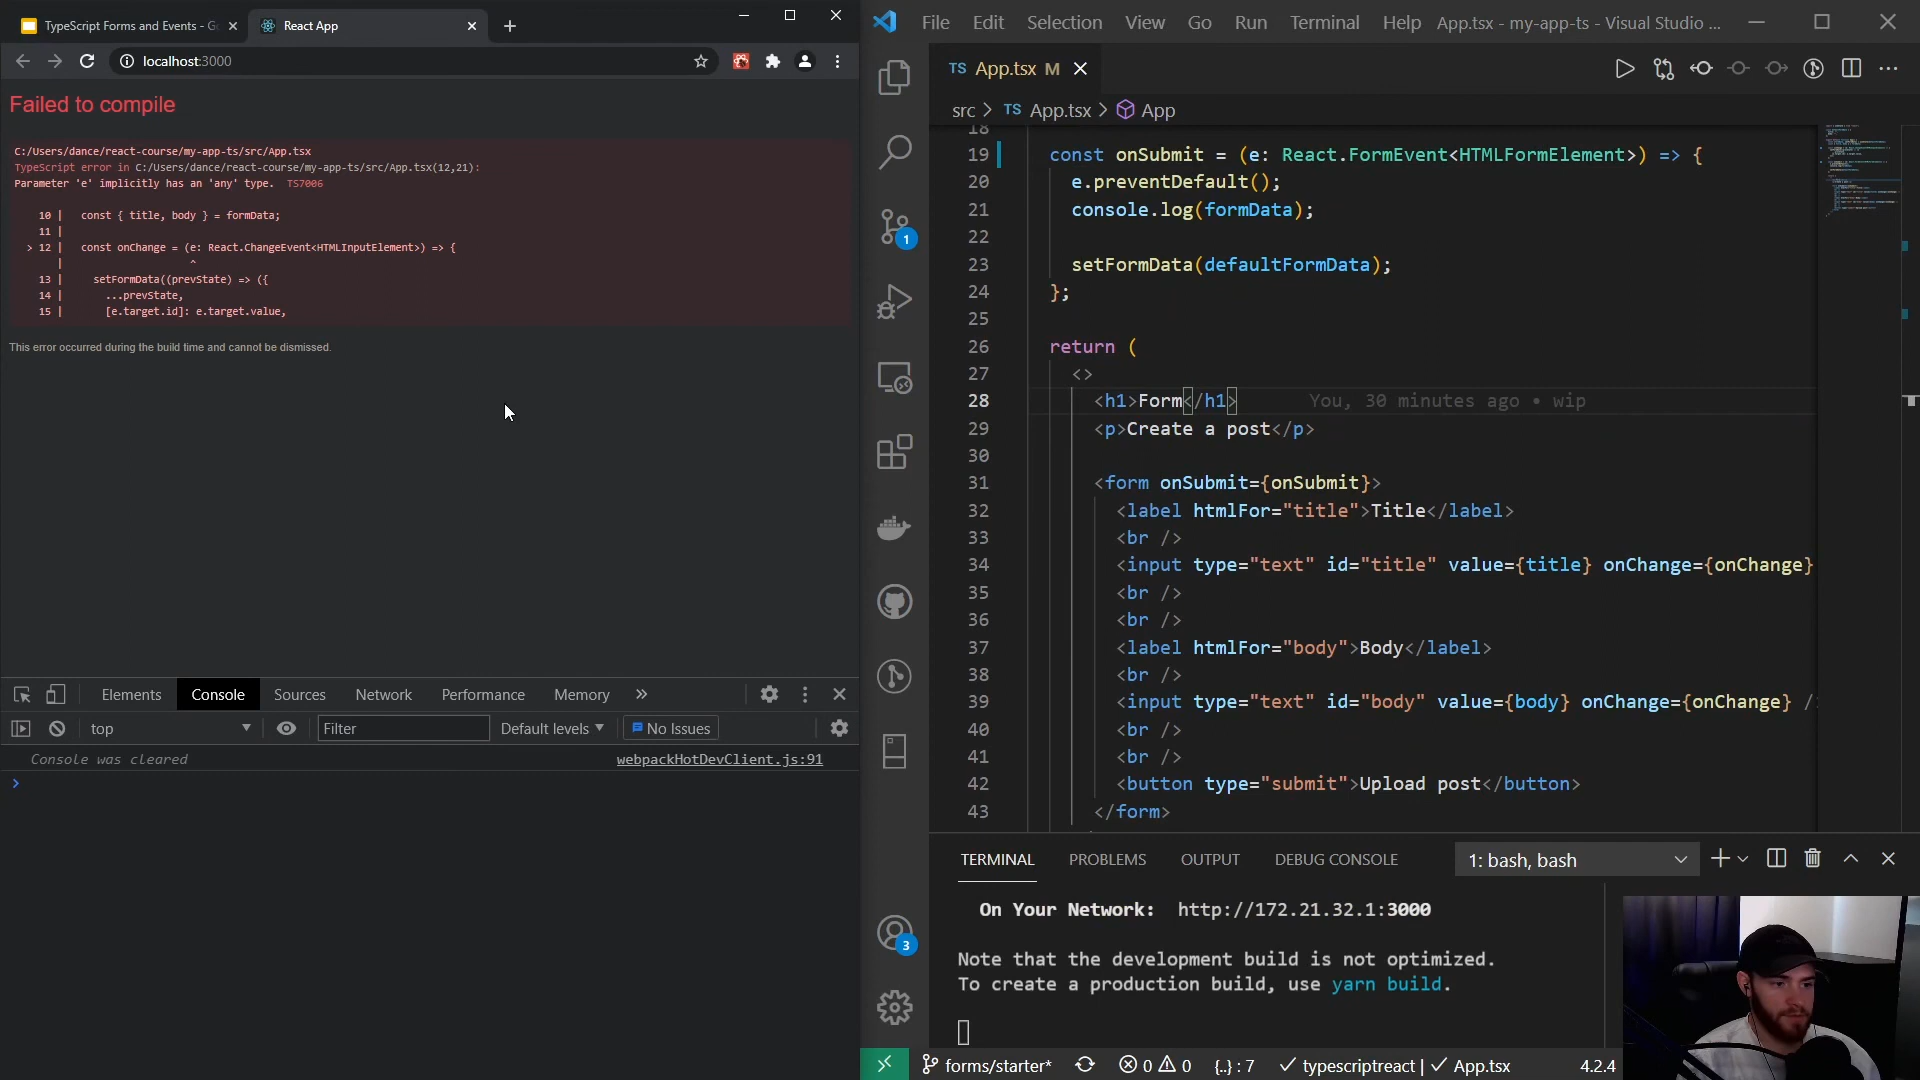 TypeScript Forms and Events - Go
React App
localhost:3000
Failed to compile
C:/Users/dance/react-course/my-app-ts/src/App.tsx
TypeScript error in C:/Users/dance/react-course/my-app-ts/src/App.tsx(12,21):
Parameter 'e' implicitly has an 'any' type. TS7006
10 | const { title, body } = formData;
11 |
> 12 | const onChange = (e: React.ChangeEvent<HTMLInputElement>) => {
| ^
13 | setFormData((prevState) => ({
14 | ...prevState,
15 | [e.target.id]: e.target.value,
This error occurred during the build time and cannot be dismissed.
Elements Console Sources Network Performance Memory »
top Filter Default levels No Issues
Console was cleared webpackHotDevClient.js:91
>
File Edit Selection View Go Run Terminal Help App.tsx - my-app-ts - Visual Studio ...
TS App.tsx M
src > TS App.tsx > App
18
19 const onSubmit = (e: React.FormEvent<HTMLFormElement>) => {
20 e.preventDefault();
21 console.log(formData);
22
23 setFormData(defaultFormData);
24 };
25
26 return (
27 <>
28 <h1>Form</h1> You, 30 minutes ago • wip
29 <p>Create a post</p>
30
31 <form onSubmit={onSubmit}>
32 <label htmlFor="title">Title</label>
33 <br />
34 <input type="text" id="title" value={title} onChange={onChange}
35 <br />
36 <br />
37 <label htmlFor="body">Body</label>
38 <br />
39 <input type="text" id="body" value={body} onChange={onChange} /
40 <br />
41 <br />
42 <button type="submit">Upload post</button>
43 </form>
1
3
TERMINAL PROBLEMS OUTPUT DEBUG CONSOLE 1: bash, bash
On Your Network: http://172.21.32.1:3000
Note that the development build is not optimized.
To create a production build, use yarn build.
forms/starter* 0 0 {..} : 7 typescriptreact | App.tsx 4.2.4